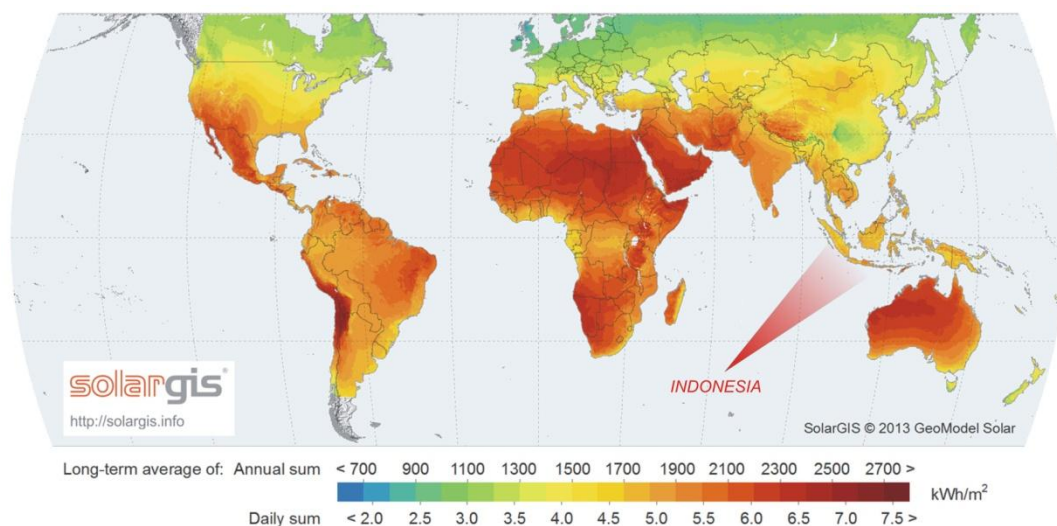 INDONESIA
solargis®
http://solargis.info
SolarGIS © 2013 GeoModel Solar
Long-term average of: Annual sum < 700 900 1100 1300 1500 1700 1900 2100 2300 2500 2700 >
kWh/m²
Daily sum < 2.0 2.5 3.0 3.5 4.0 4.5 5.0 5.5 6.0 6.5 7.0 7.5 >